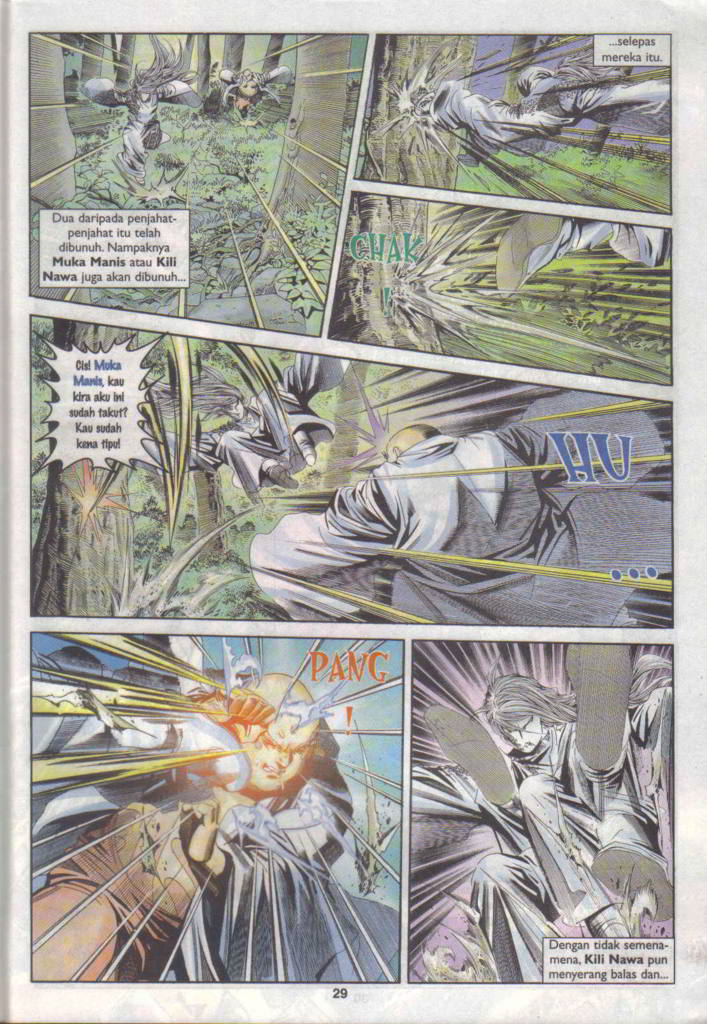 Dua daripada penjahat-
penjahat itu telah
dibunuh. Nampaknya
Muka Manis atau Kili
Nawa juga akan dibunuh...
...selepas
mereka itu.
CHAK
!
Cis! Muka
Manis, kau
kira aku ini
sudah takut?
Kau sudah
kena tipu!
HU
...
PANG
!
Dengan tidak semena-
mena, Kili Nawa pun
menyerang balas dan...
29